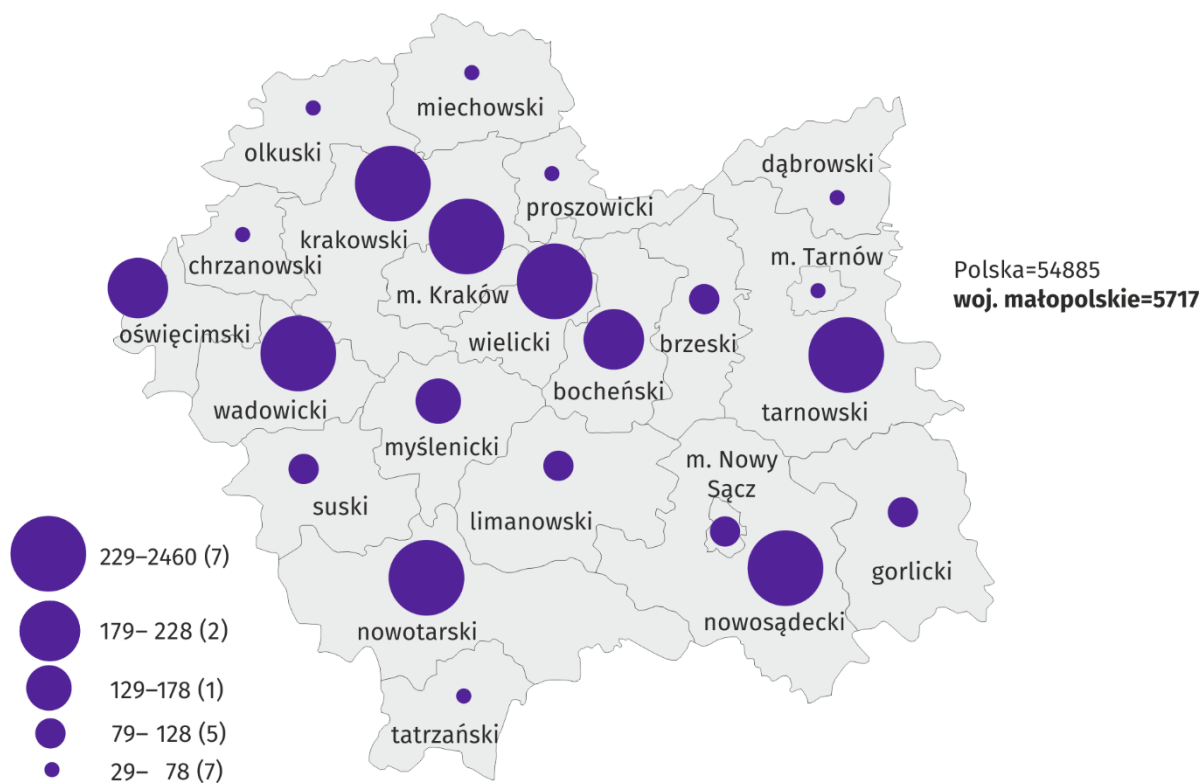 miechowski
olkuski
dąbrowski
proszowicki
krakowski
m. Tarnów
chrzanowski
Polska=54885
m. Kraków
woj. małopolskie=5717
oświęcimski
wielicki
brzeski
bocheński
wadowicki
tarnowski
myślenicki
m. Nowy
Sącz
suski
limanowski
gorlicki
nowosądecki
nowotarski
tatrzański
229–2460 (7)
179– 228 (2)
129–178 (1)
79– 128 (5)
29– 78 (7)